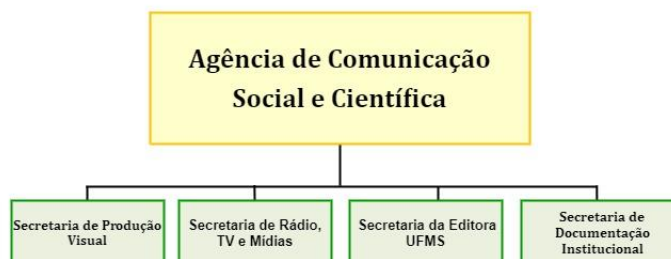 Agência de Comunicação
Social e Científica
Secretaria de Produção
Visual
Secretaria de Rádio,
TV e Mídias
Secretaria da Editora
UFMS
Secretaria de
Documentação
Institucional